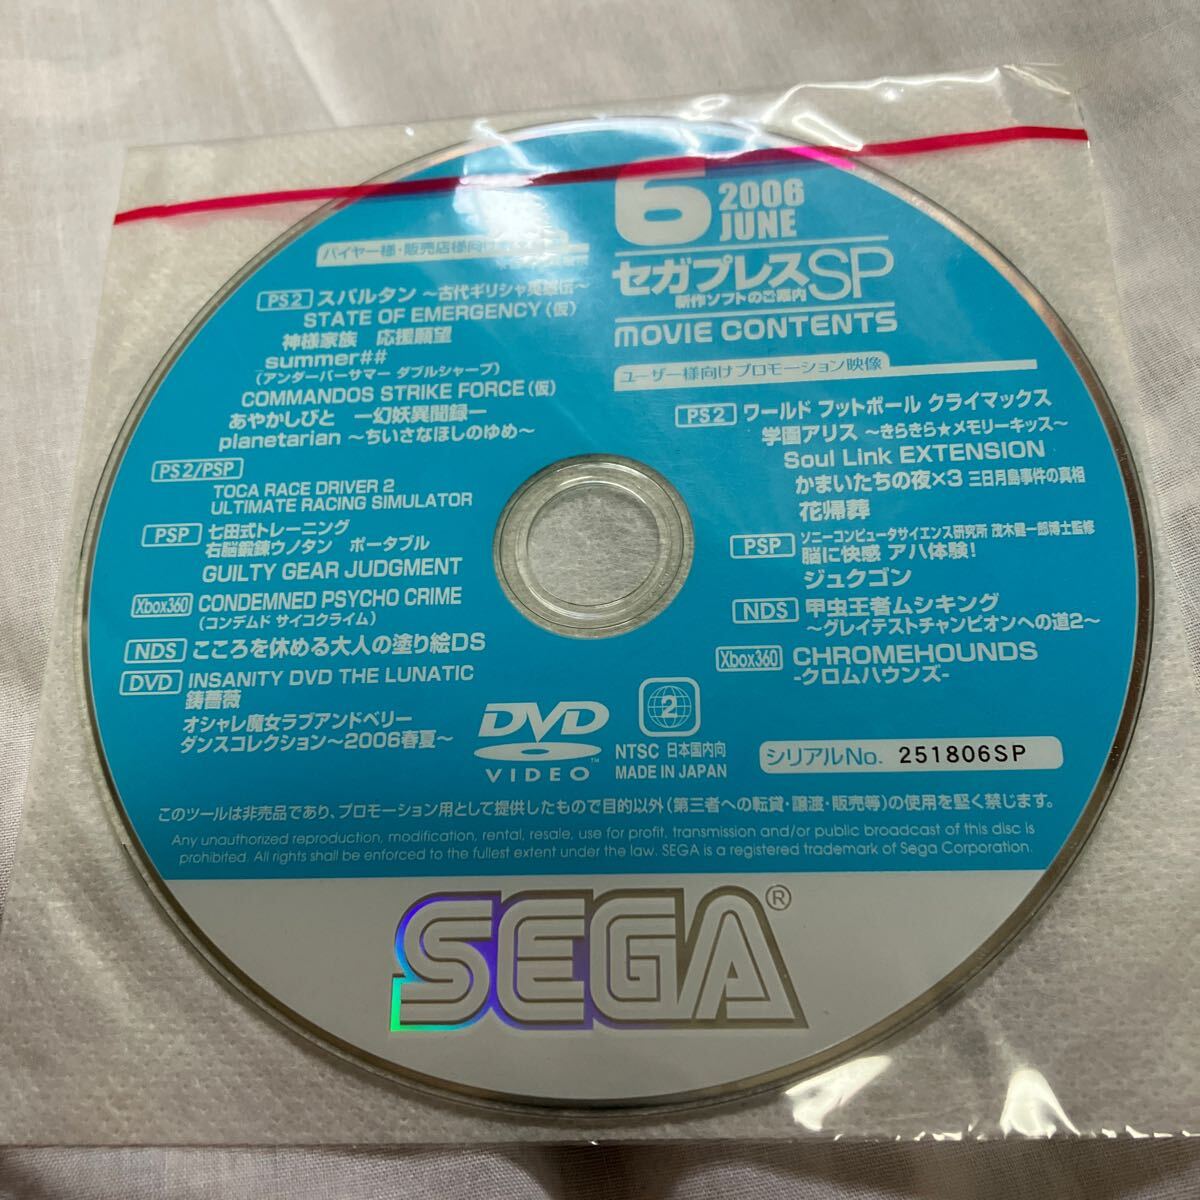 6 2006 JUNE
セガプレスSP
新作ソフトのご案内
MOVIE CONTENTS
バイヤー様・販売店様向け
PS2 スパルタン ～古代ギリシャ英雄伝～
STATE OF EMERGENCY(仮)
神様家族 応援願望
summer##
(アンダーバーサマー ダブルシャープ)
COMMANDOS STRIKE FORCE(仮)
あやかしびと ―幻妖異聞録―
planetarian ～ちいさなほしのゆめ～
PS2/PSP
TOCA RACE DRIVER 2
ULTIMATE RACING SIMULATOR
PSP 七田式トレーニング
右脳鍛錬ウノタン ポータブル
GUILTY GEAR JUDGMENT
Xbox360 CONDEMNED PSYCHO CRIME
(コンデムド サイコクライム)
NDS こころを休める大人の塗り絵DS
DVD INSANITY DVD THE LUNATIC
鋳薔薇
オシャレ魔女ラブアンドベリー
ダンスコレクション～2006春夏～
ユーザー様向けプロモーション映像
PS2 ワールド フットボール クライマックス
学園アリス ～きらきら★メモリーキッス～
Soul Link EXTENSION
かまいたちの夜×3 三日月島事件の真相
花帰葬
PSP ソニーコンピュータサイエンス研究所 茂木健一郎博士監修
脳に快感 アハ体験!
ジュクゴン
NDS 甲虫王者ムシキング
～グレイテストチャンピオンへの道2～
Xbox360 CHROMEHOUNDS
-クロムハウンズ-
DVD VIDEO ™
2
NTSC 日本国内向
MADE IN JAPAN
シリアルNo. 251806SP
このツールは非売品であり、プロモーション用として提供したもので目的以外(第三者への転貸・譲渡・販売等)の使用を堅く禁じます。
Any unauthorized reproduction, modification, rental, resale, use for profit, transmission and/or public broadcast of this disc is
prohibited. All rights shall be enforced to the fullest extent under the law. SEGA is a registered trademark of Sega Corporation.
SEGA®